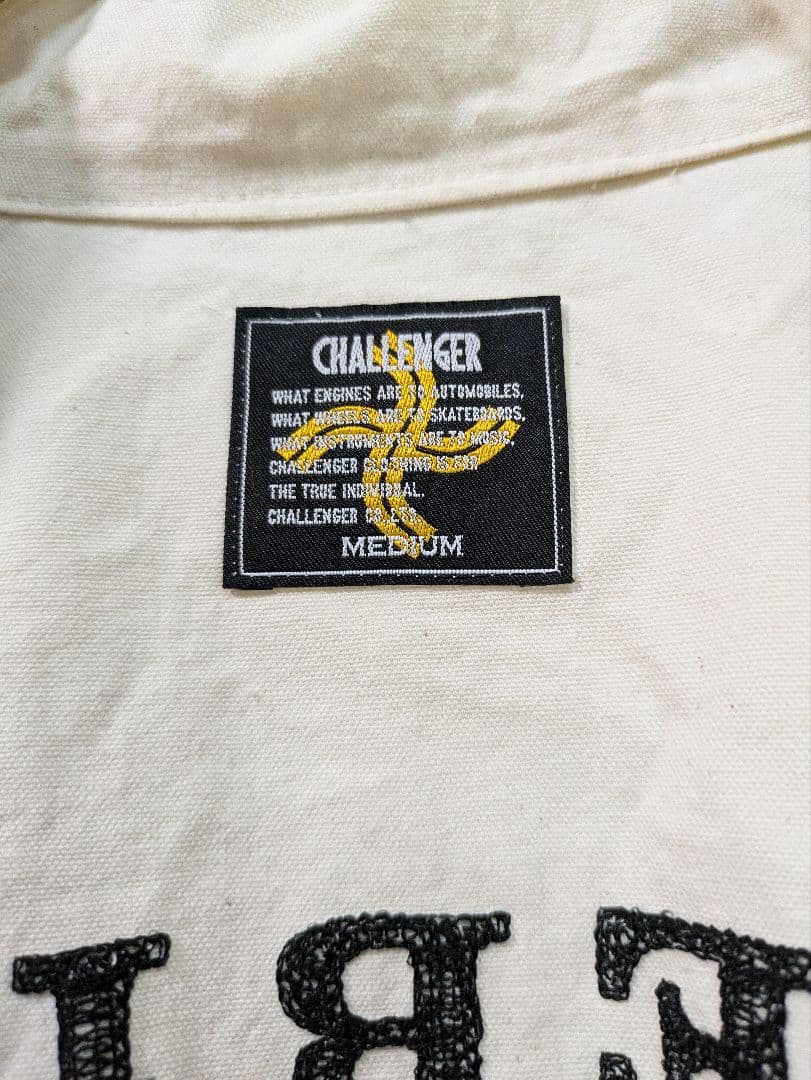 CHALLENGER
WHAT ENGINES ARE TO AUTOMOBILES,
WHAT WHEELS ARE TO SKATEBOARDS,
WHAT INSTRUMENTS ARE TO MUSIC,
CHALLENGER CLOTHING IS FOR
THE TRUE INDIVIDUAL.
CHALLENGER CO.,LTD.
MEDIUM